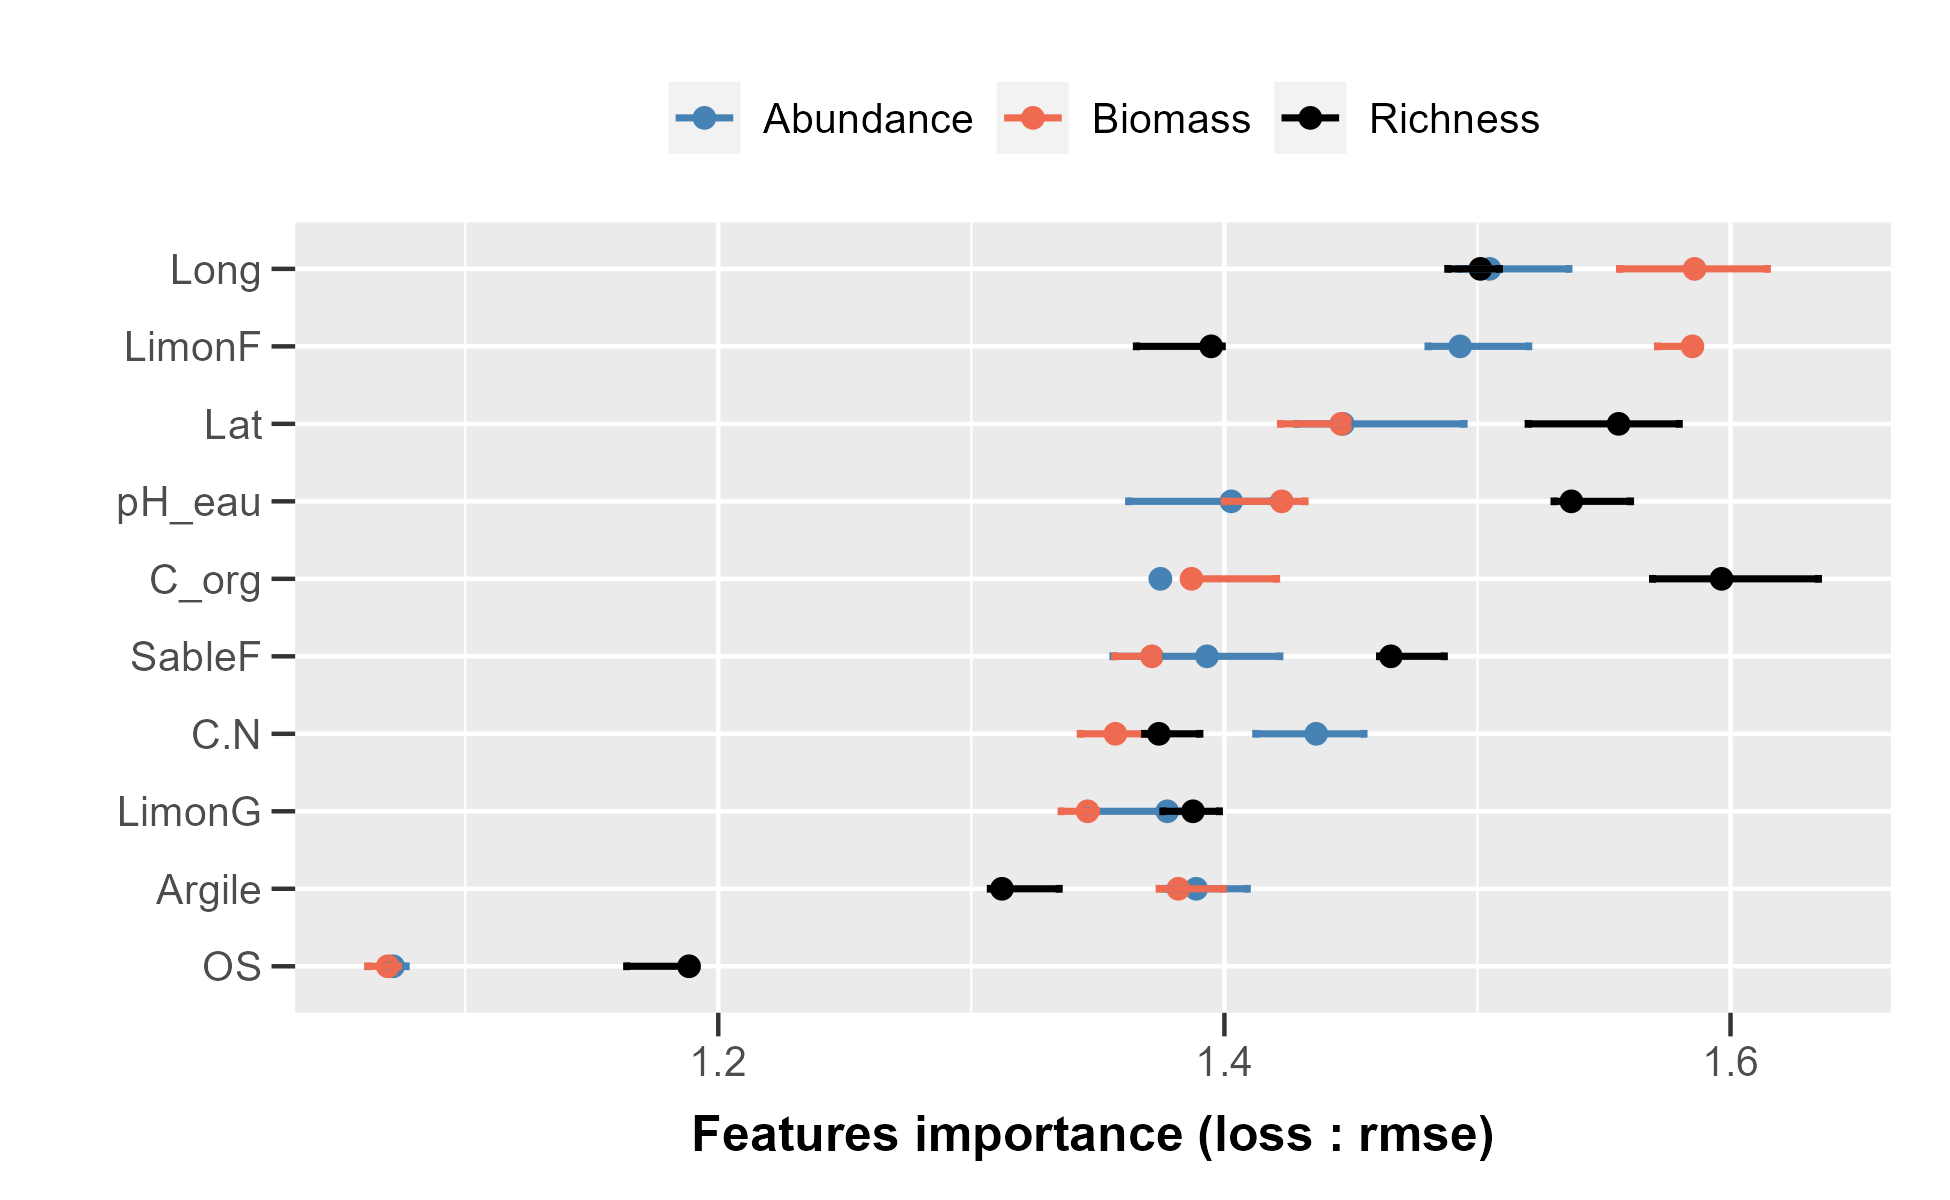 Abundance Biomass Richness
Long
LimonF
Lat
pH_eau
C_org
SableF
C.N
LimonG
Argile
OS
1.2 1.4 1.6
Features importance (loss : rmse)